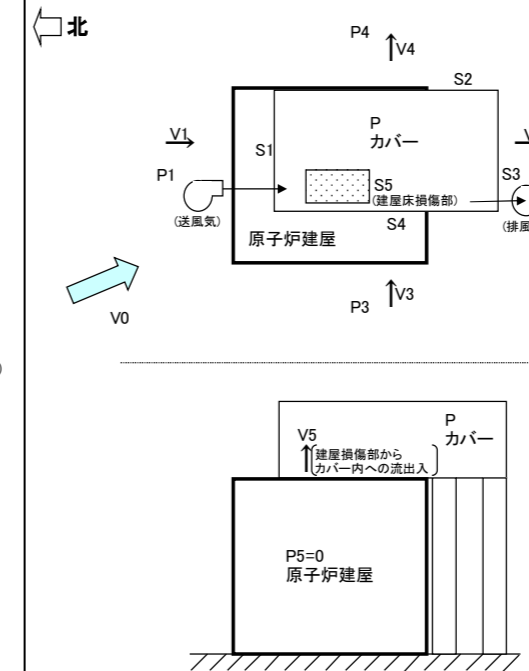 北
P4
V4
S2
V1
P
カバー
V
S1
P1
S5
S3
(建屋床損傷部)
(送風気)
S4
(排風
原子炉建屋
V0
P3
V3
)
P
カバー
V5
建屋損傷部から
カバー内への流出入
P5=0
原子炉建屋